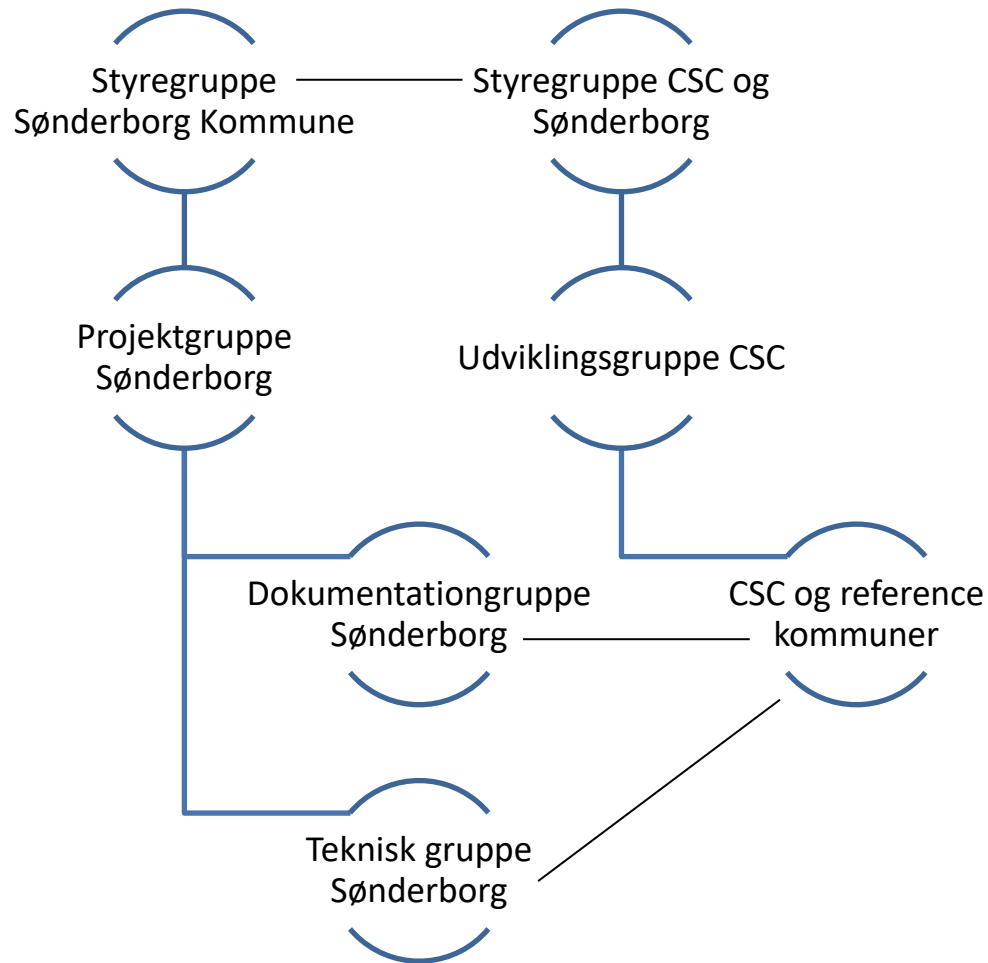 Styregruppe
Sønderborg Kommune
Styregruppe CSC og
Sønderborg
Projektgruppe
Sønderborg
Udviklingsgruppe CSC
Dokumentationgruppe
Sønderborg
CSC og reference
kommuner
Teknisk gruppe
Sønderborg